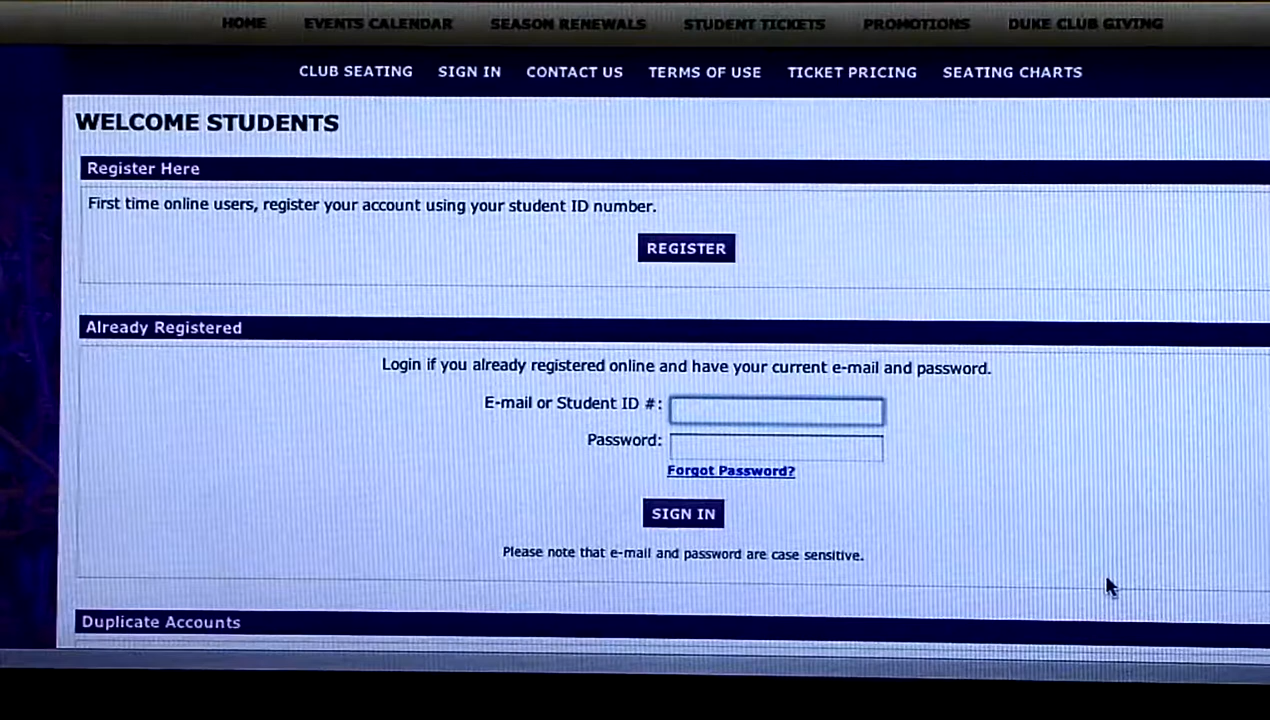 HOME EVENTS CALENDAR SEASON RENEWALS STUDENT TICKETS PROMOTIONS DUKE CLUB GIVING
CLUB SEATING SIGN IN CONTACT US TERMS OF USE TICKET PRICING SEATING CHARTS
WELCOME STUDENTS
Register Here
First time online users, register your account using your student ID number.
REGISTER
Already Registered
Login if you already registered online and have your current e-mail and password.
E-mail or Student ID #:
Password:
Forgot Password?
SIGN IN
Please note that e-mail and password are case sensitive.
Duplicate Accounts